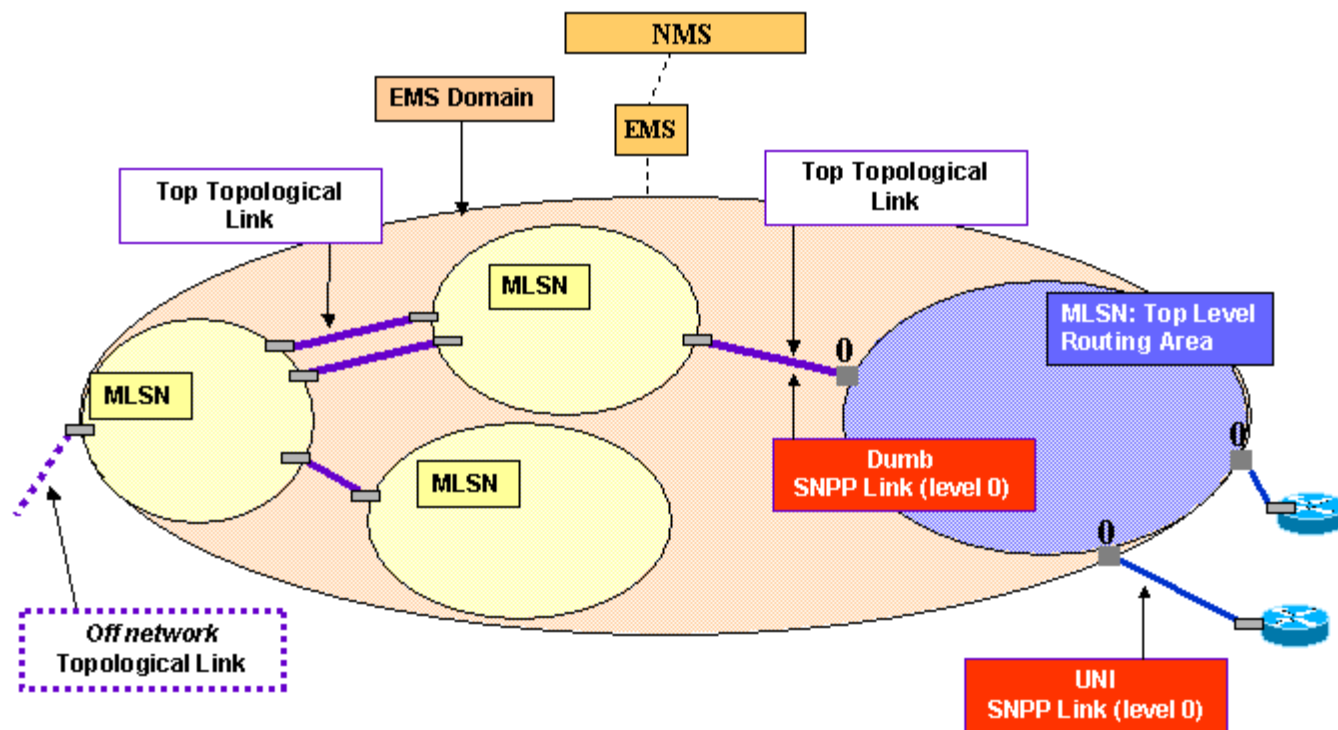 NMS
EMS Domain
EMS
Top Topological
Link
Top Topological
Link
MLSN
MLSN: Top Level
Routing Area
0
MLSN
0
Dumb
SNPP Link (level 0)
MLSN
0
Off network
Topological Link
UNI
SNPP Link (level 0)